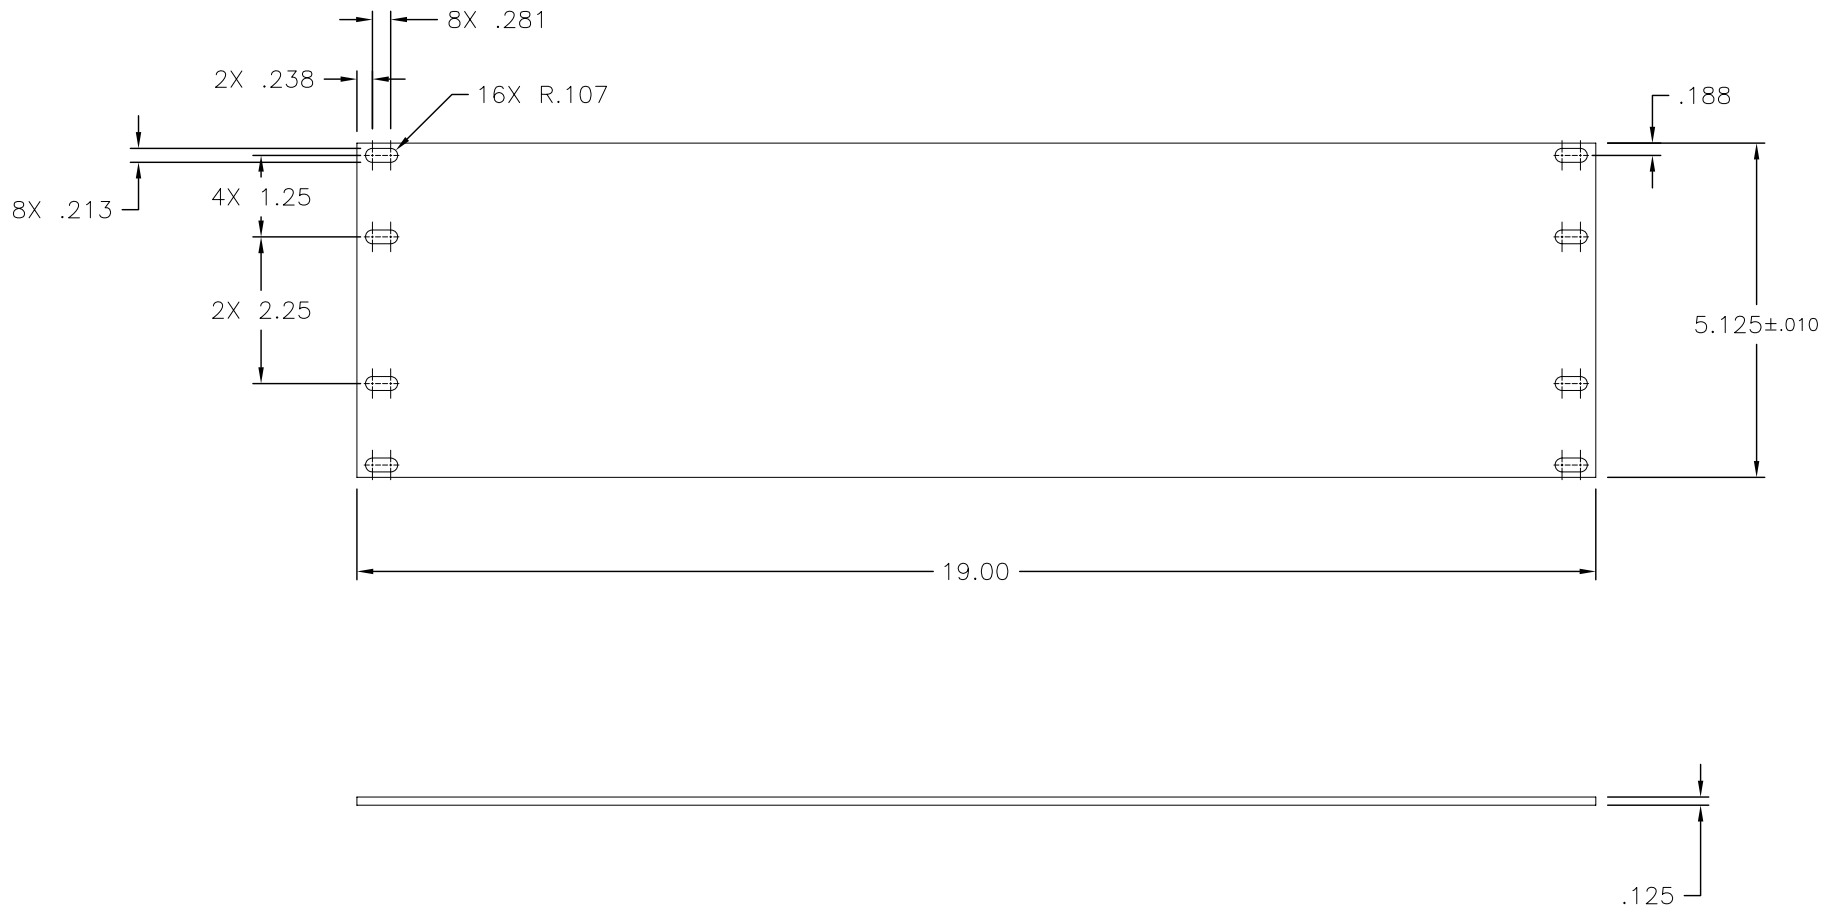 8X .281
2X .238
16X R.107
.188
4X 1.25
8X .213
2X 2.25
5.125±.010
19.00
.125